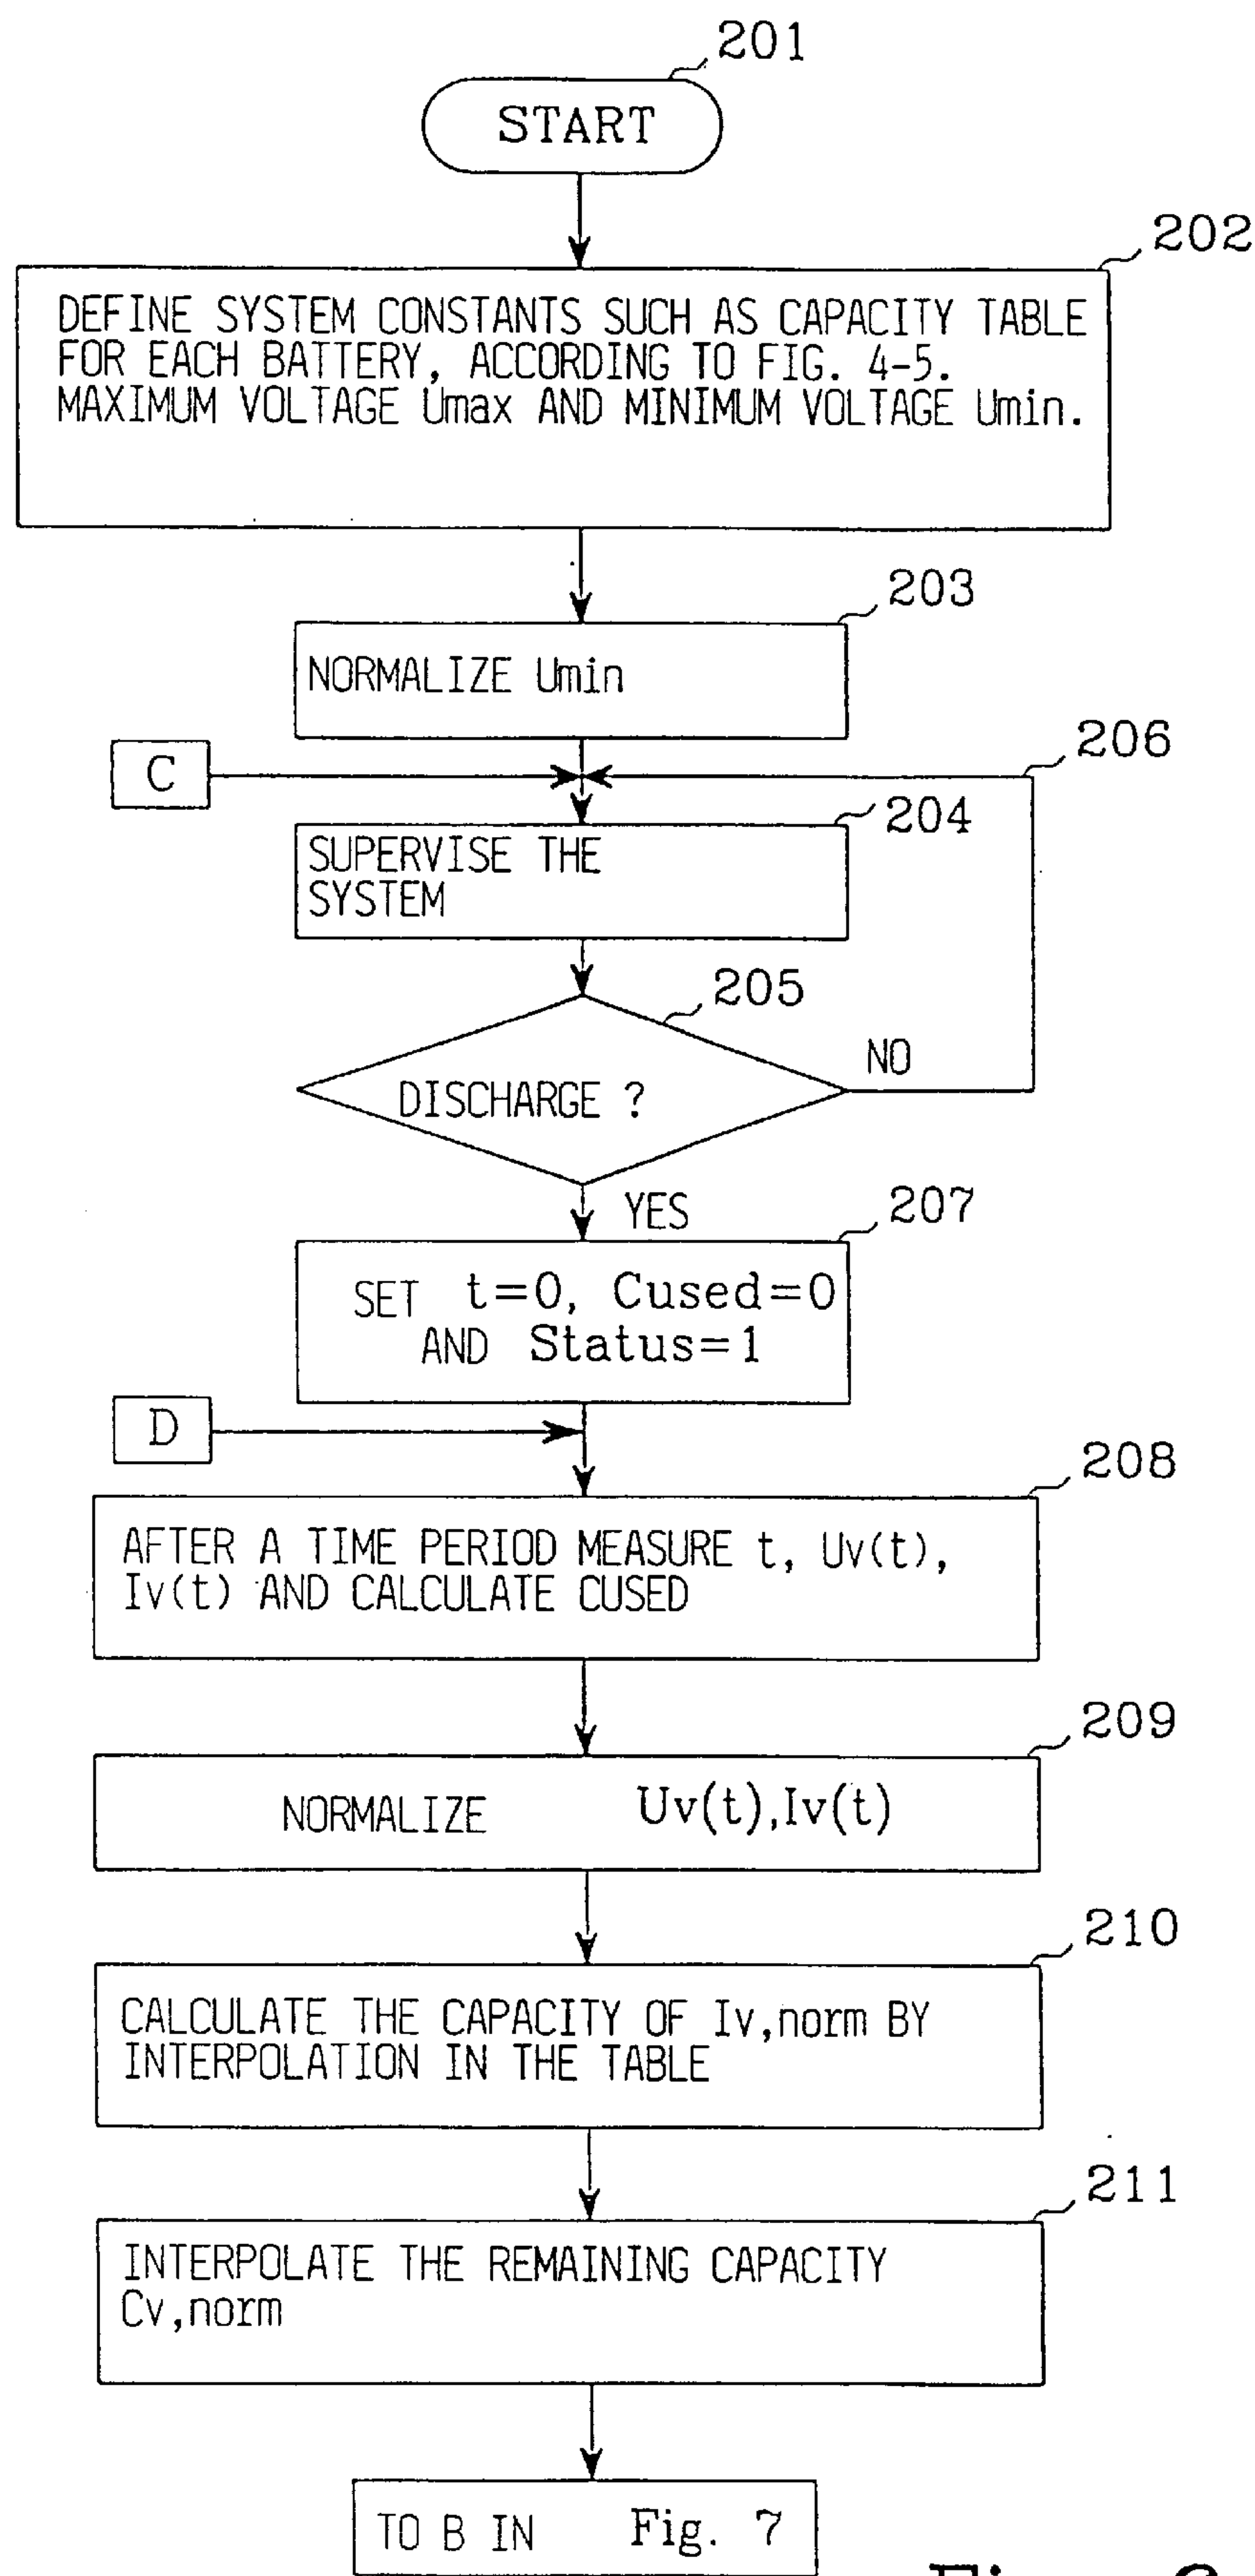 201
START
202
DEFINE SYSTEM CONSTANTS SUCH AS CAPACITY TABLE
FOR EACH BATTERY, ACCORDING TO FIG. 4-5.
MAXIMUM VOLTAGE Umax AND MINIMUM VOLTAGE Umin.
203
NORMALIZE Umin
206
C
204
SUPERVISE THE
SYSTEM
205
NO
DISCHARGE ?
YES
207
SET t=0, Cused=0
AND Status=1
D
208
AFTER A TIME PERIOD MEASURE t, Uv(t),
Iv(t) AND CALCULATE CUSED
209
NORMALIZE Uv(t),Iv(t)
210
CALCULATE THE CAPACITY OF Iv,norm BY
INTERPOLATION IN THE TABLE
211
INTERPOLATE THE REMAINING CAPACITY
Cv,norm
TO B IN Fig. 7